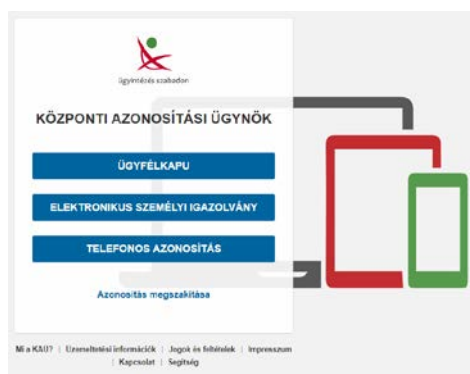 ügyintézés szabadon
KÖZPONTI AZONOSÍTÁSI ÜGYNÖK
ÜGYFÉLKAPU
ELEKTRONIKUS SZEMÉLYI IGAZOLVÁNY
TELEFONOS AZONOSÍTÁS
Azonosítás megszakítása
Mi a KAÜ? | Üzemeltetési információk | Jogok és feltételek | Impresszum
| Kapcsolat | Segítség